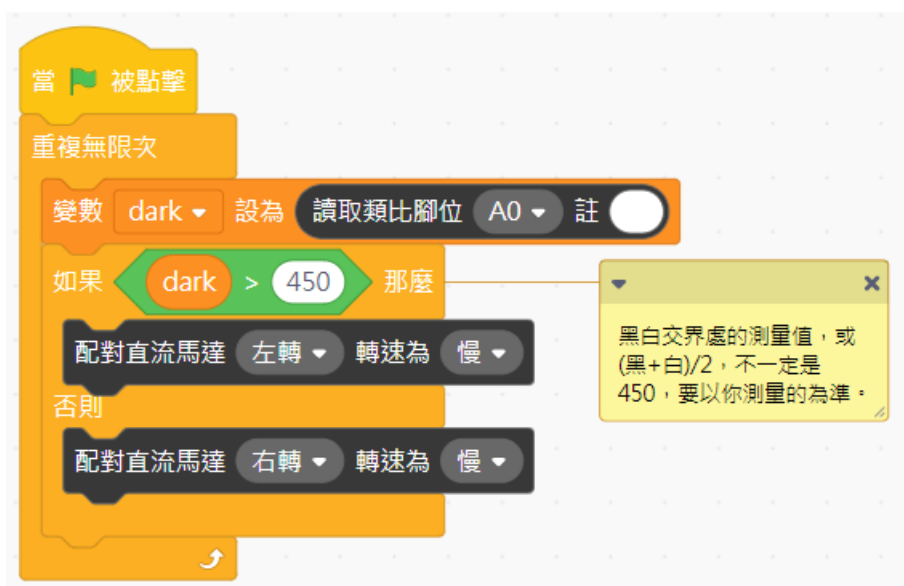 當 被點擊
重複無限次
變數 dark 設為 讀取類比腳位 A0 註
如果 dark > 450 那麼
黑白交界處的測量值，或
(黑+白)/2，不一定是
450，要以你測量的為準。
配對直流馬達 左轉 轉速為 慢
否則
配對直流馬達 右轉 轉速為 慢